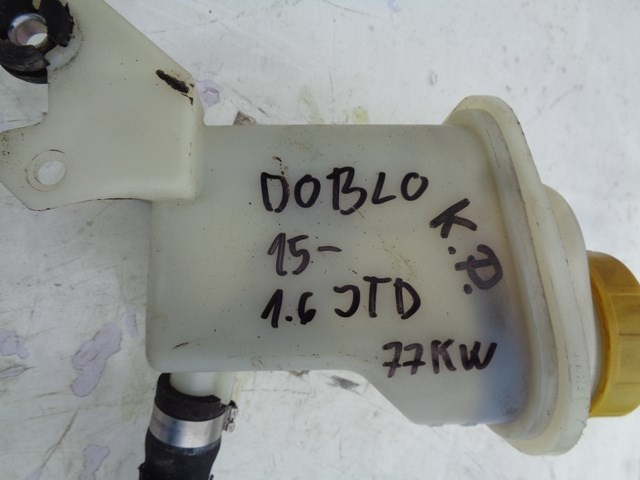 DOBLO
15-
1.6 JTD
77KW
K.P.